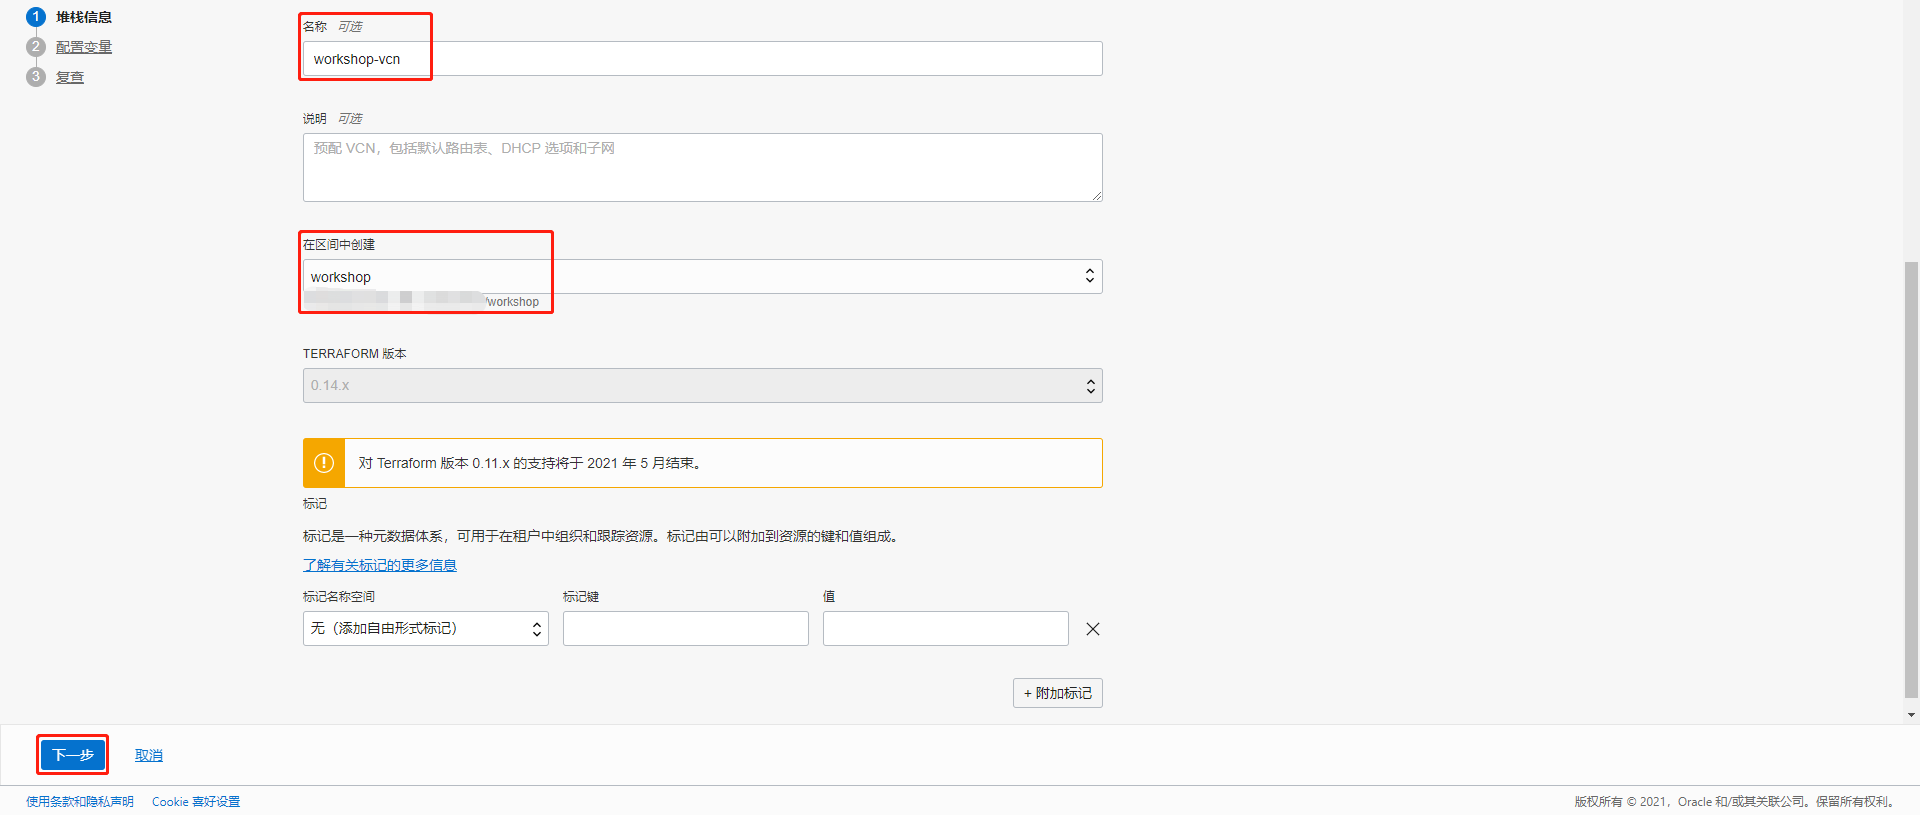 1 堆栈信息
2 配置变量
3 复查
名称 可选
workshop-vcn
说明 可选
预配 VCN，包括默认路由表、DHCP 选项和子网
在区间中创建
workshop
/workshop
TERRAFORM 版本
0.14.x
对 Terraform 版本 0.11.x 的支持将于 2021 年 5 月结束。
标记
标记是一种元数据体系，可用于在租户中组织和跟踪资源。标记由可以附加到资源的键和值组成。
了解有关标记的更多信息
标记名称空间 标记键 值
无（添加自由形式标记）
+ 附加标记
下一步 取消
使用条款和隐私声明 Cookie 喜好设置 版权所有 © 2021，Oracle 和/或其关联公司。保留所有权利。